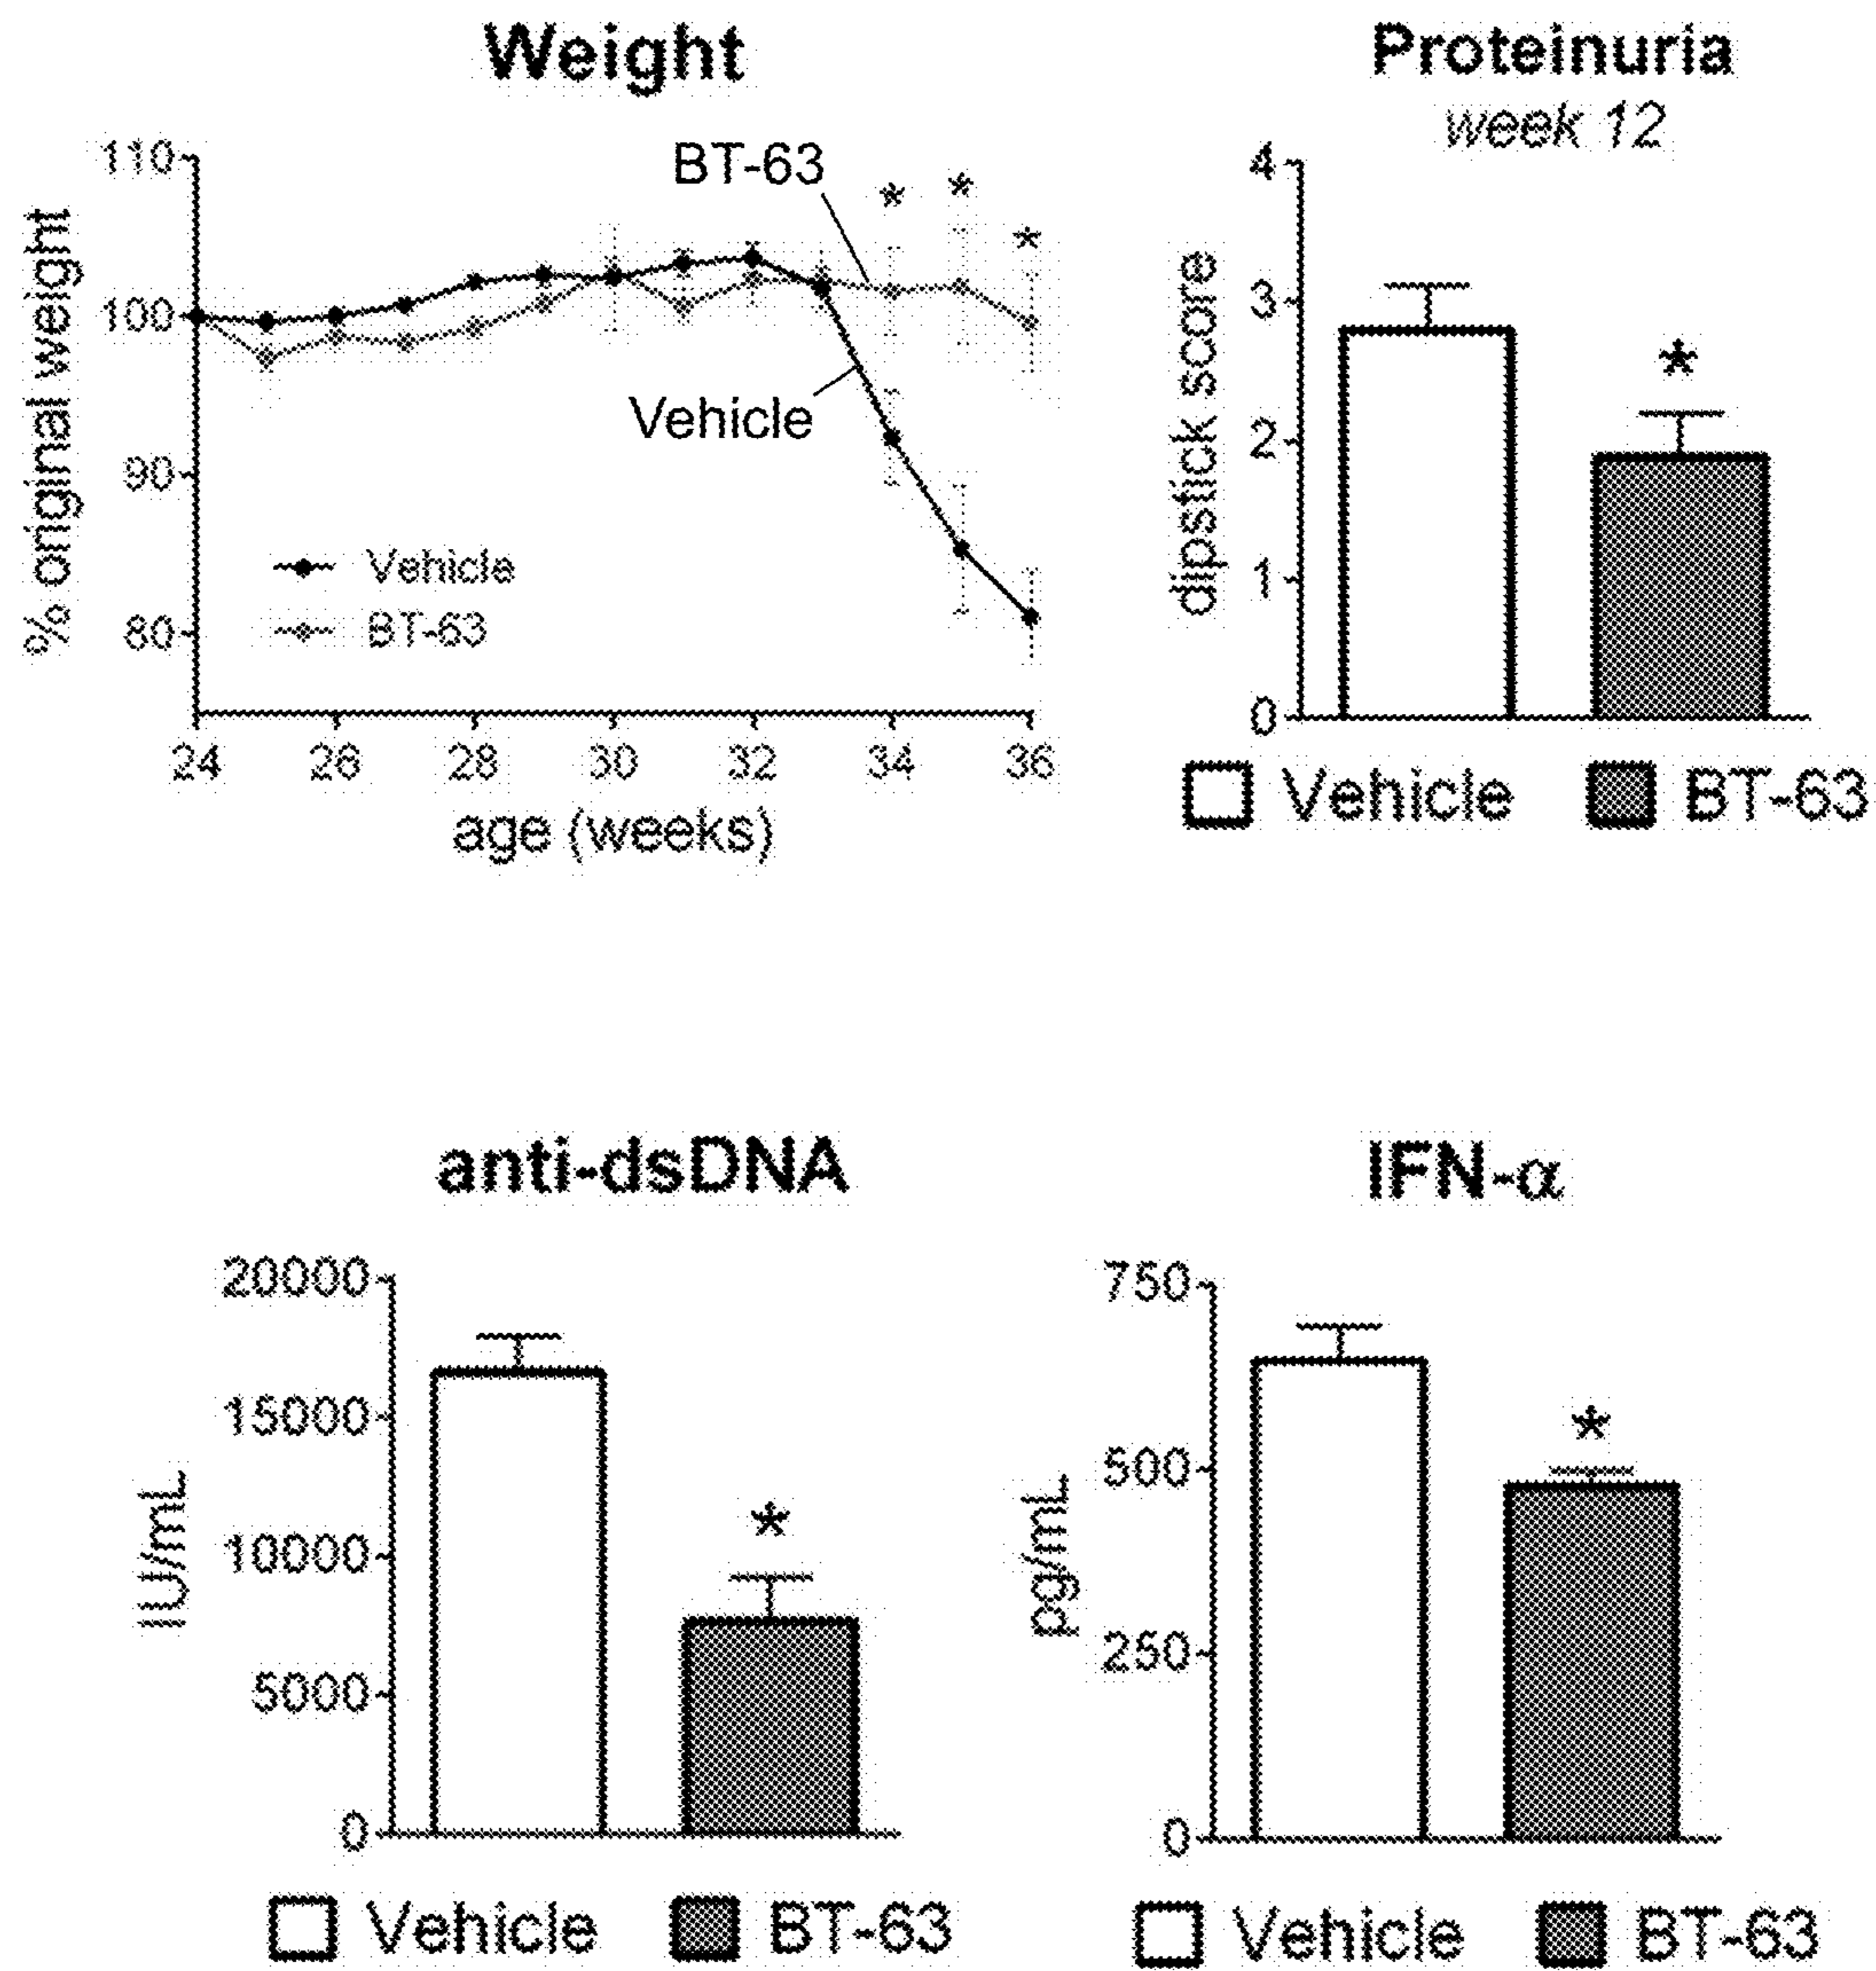 Weight
110
100
90
80
% original weight
BT-63
* * *
Vehicle
Vehicle
BT-63
24 26 28 30 32 34 36
age (weeks)
Proteinuria
week 12
4
3
2
1
0
dipstick score
*
Vehicle BT-63
anti-dsDNA
20000
15000
10000
5000
0
IU/mL
*
Vehicle BT-63
IFN-α
750
500
250
0
pg/mL
*
Vehicle BT-63